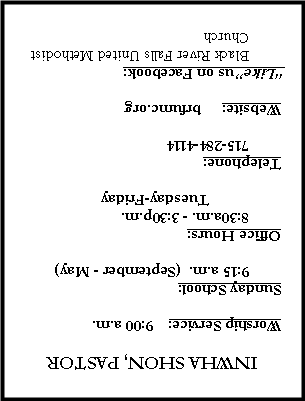 INWHA SHON, PASTOR
Worship Service: 9:00 a.m.
Sunday School:
9:15 a.m. (September - May)
Office Hours:
8:30a.m. - 3:30p.m.
Tuesday-Friday
Telephone:
715-284-4114
Website: brfumc.org
"Like" us on Facebook:
Black River Falls United Methodist
Church